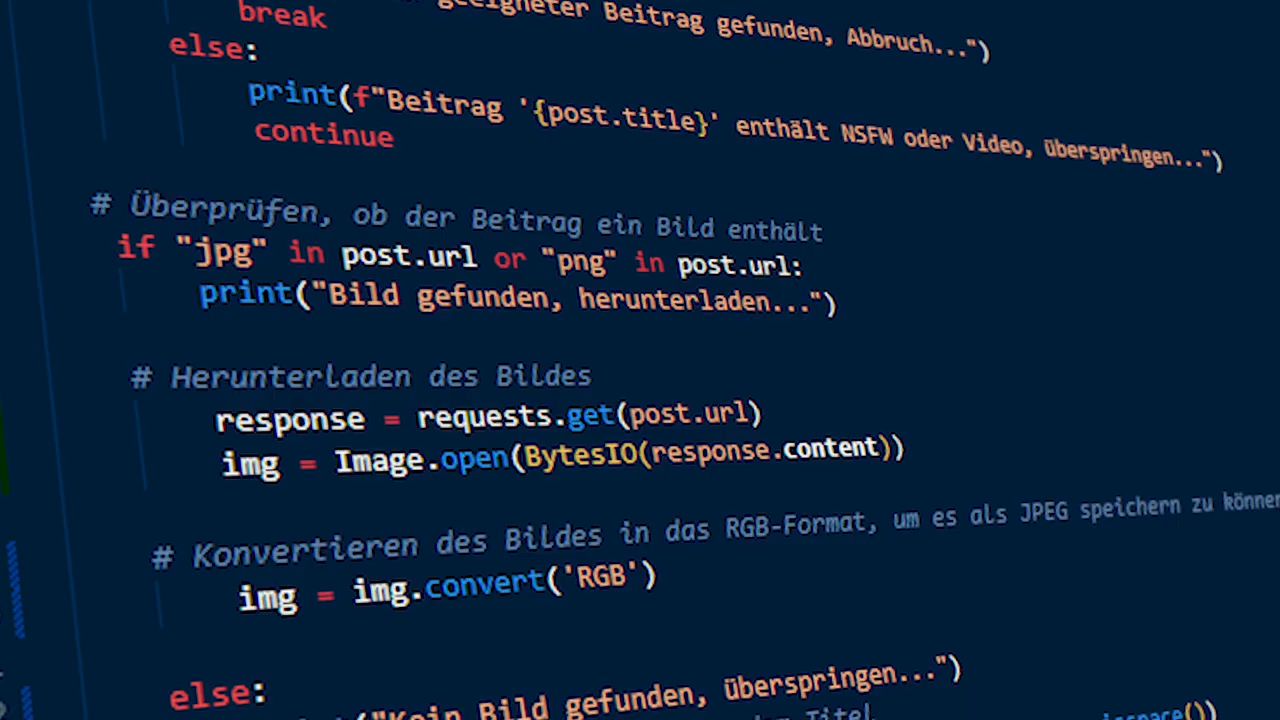 Beitrag gefunden, Abbruch...")
break
else:
print(f"Beitrag '{post.title}' enthält NSFW oder Video, überspringen...")
continue
# Überprüfen, ob der Beitrag ein Bild enthält
if "jpg" in post.url or "png" in post.url:
print("Bild gefunden, herunterladen...")
# Herunterladen des Bildes
response = requests.get(post.url)
img = Image.open(BytesIO(response.content))
# Konvertieren des Bildes in das RGB-Format, um es als JPEG speichern zu
img = img.convert('RGB')
else:
("Kein Bild gefunden, überspringen...")
Titel